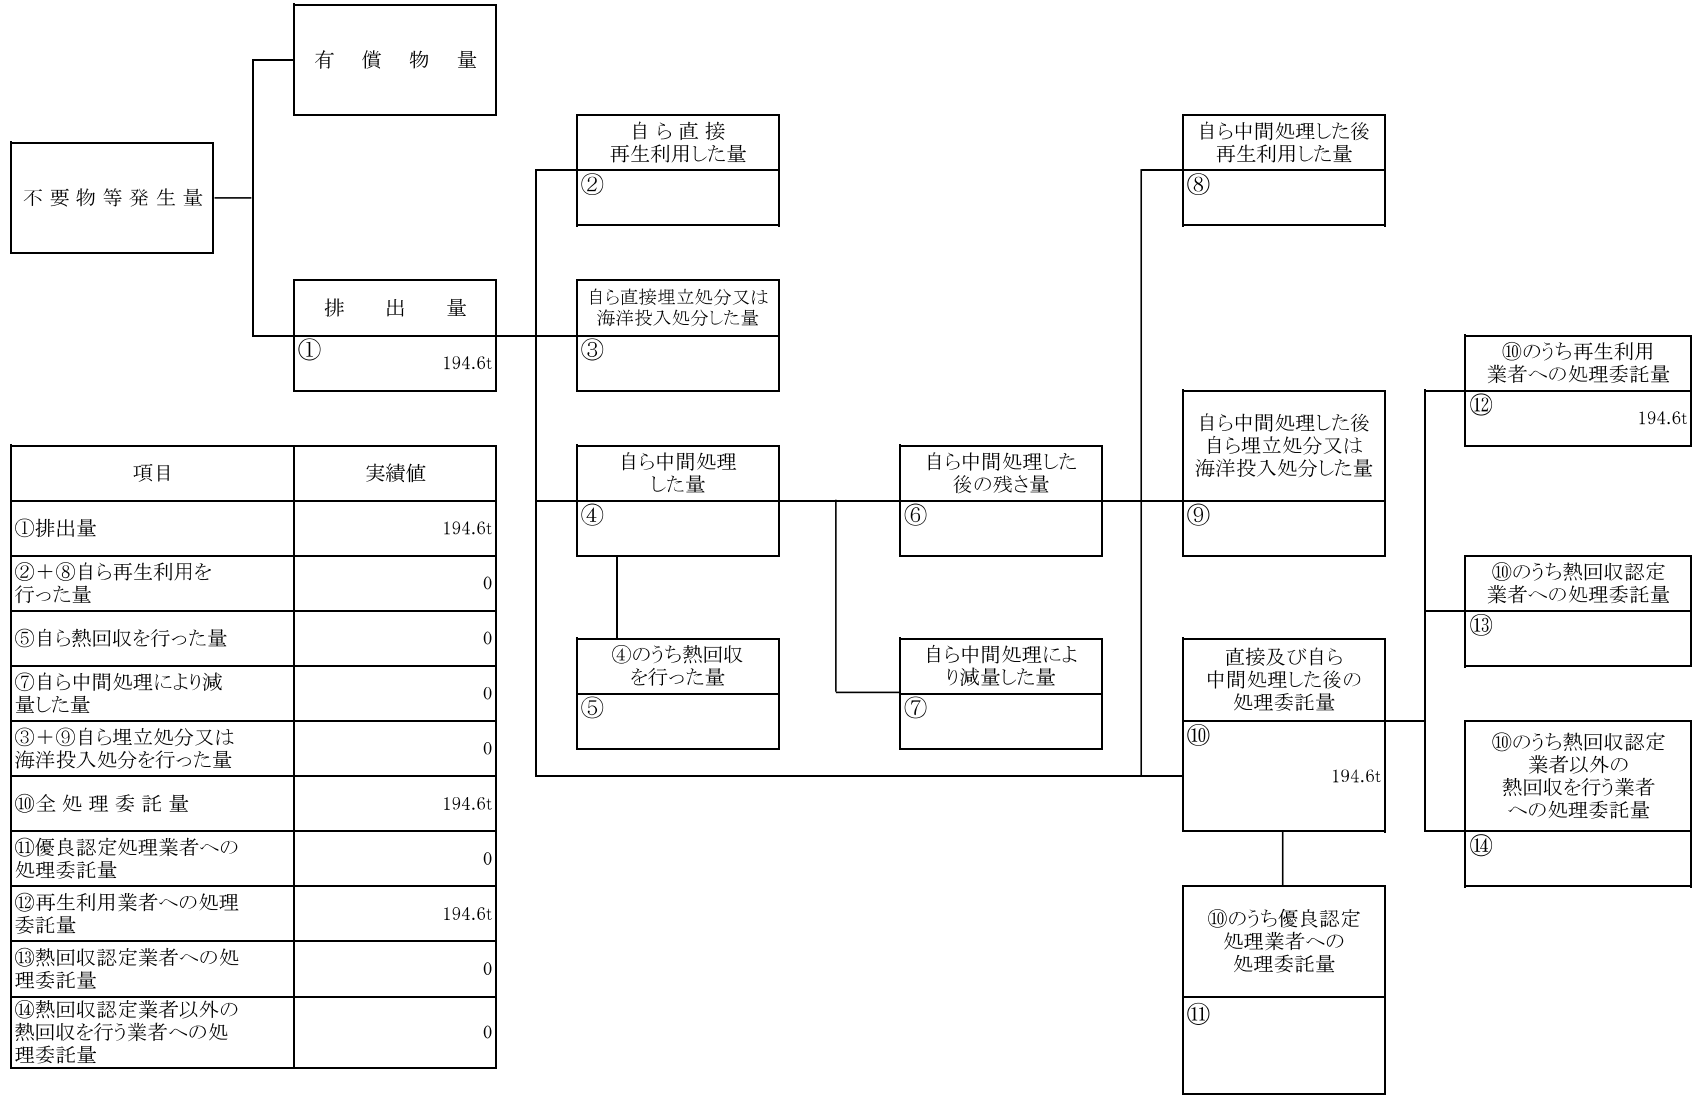 有償物量
不要物等発生量
排出量
①
194.6t
自ら直接
再生利用した量
②
自ら直接埋立処分又は
海洋投入処分した量
③
自ら中間処理
した量
④
④のうち熱回収
を行った量
⑤
自ら中間処理した
後の残さ量
⑥
自ら中間処理によ
り減量した量
⑦
自ら中間処理した後
再生利用した量
⑧
自ら中間処理した後
自ら埋立処分又は
海洋投入処分した量
⑨
直接及び自ら
中間処理した後の
処理委託量
⑩
194.6t
⑩のうち優良認定
処理業者への
処理委託量
⑪
⑩のうち再生利用
業者への処理委託量
⑫
194.6t
⑩のうち熱回収認定
業者への処理委託量
⑬
⑩のうち熱回収認定
業者以外の
熱回収を行う業者
への処理委託量
⑭
項目 実績値
①排出量 194.6t
②＋⑧自ら再生利用を
行った量 0
⑤自ら熱回収を行った量 0
⑦自ら中間処理により減
量した量 0
③＋⑨自ら埋立処分又は
海洋投入処分を行った量 0
⑩全処理委託量 194.6t
⑪優良認定処理業者への
処理委託量 0
⑫再生利用業者への処理
委託量 194.6t
⑬熱回収認定業者への処
理委託量 0
⑭熱回収認定業者以外の
熱回収を行う業者への処
理委託量 0